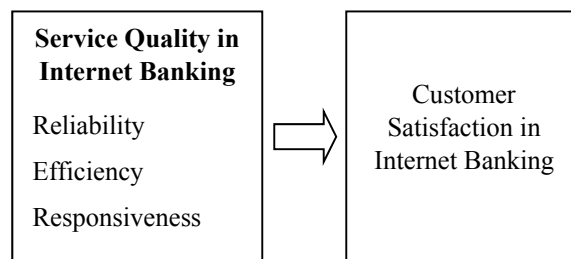 Service Quality in
Internet Banking
Reliability
Efficiency
Responsiveness
Customer
Satisfaction in
Internet Banking